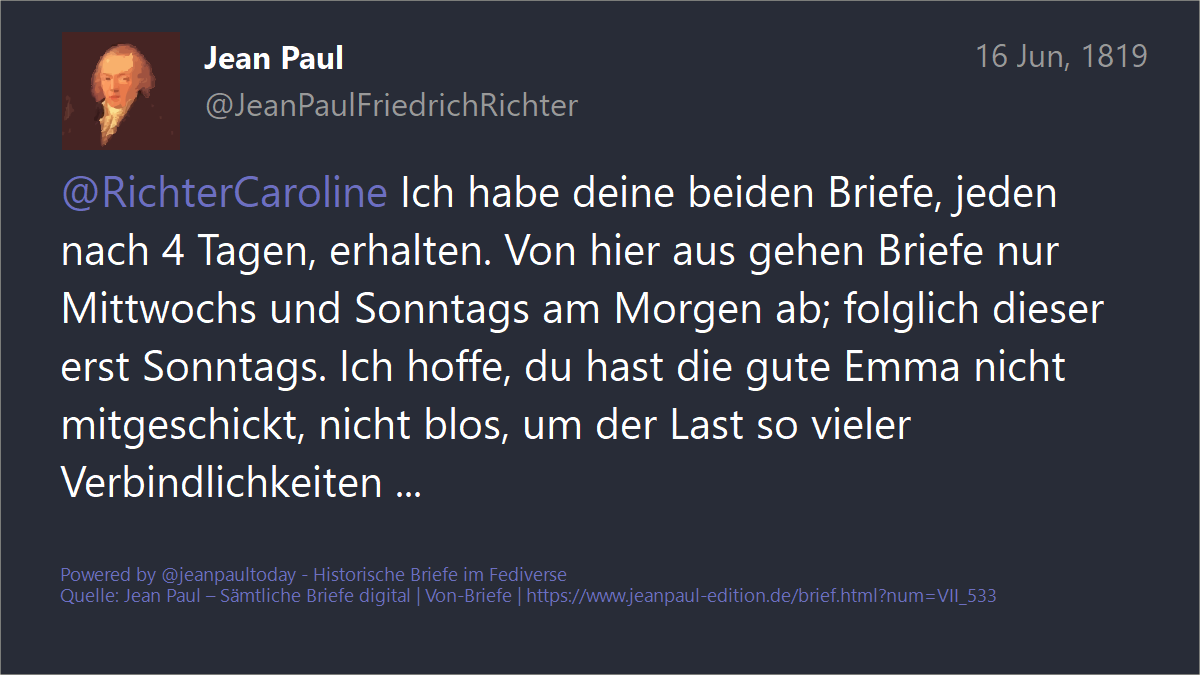 Jean Paul
16 Jun, 1819
@JeanPaulFriedrichRichter
@RichterCaroline Ich habe deine beiden Briefe, jeden
nach 4 Tagen, erhalten. Von hier aus gehen Briefe nur
Mittwochs und Sonntags am Morgen ab; folglich dieser
erst Sonntags. Ich hoffe, du hast die gute Emma nicht
mitgeschickt, nicht blos, um der Last so vieler
Verbindlichkeiten ...
Powered by @jeanpaultoday - Historische Briefe im Fediverse
Quelle: Jean Paul – Sämtliche Briefe digital | Von-Briefe | https://www.jeanpaul-edition.de/brief.html?num=VII_533